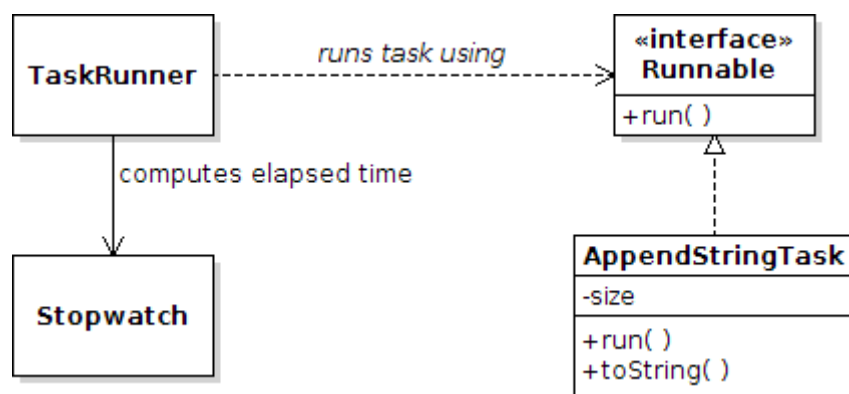 TaskRunner
runs task using
«interface»
Runnable
+run( )
computes elapsed time
Stopwatch
AppendStringTask
-size
+run( )
+toString( )